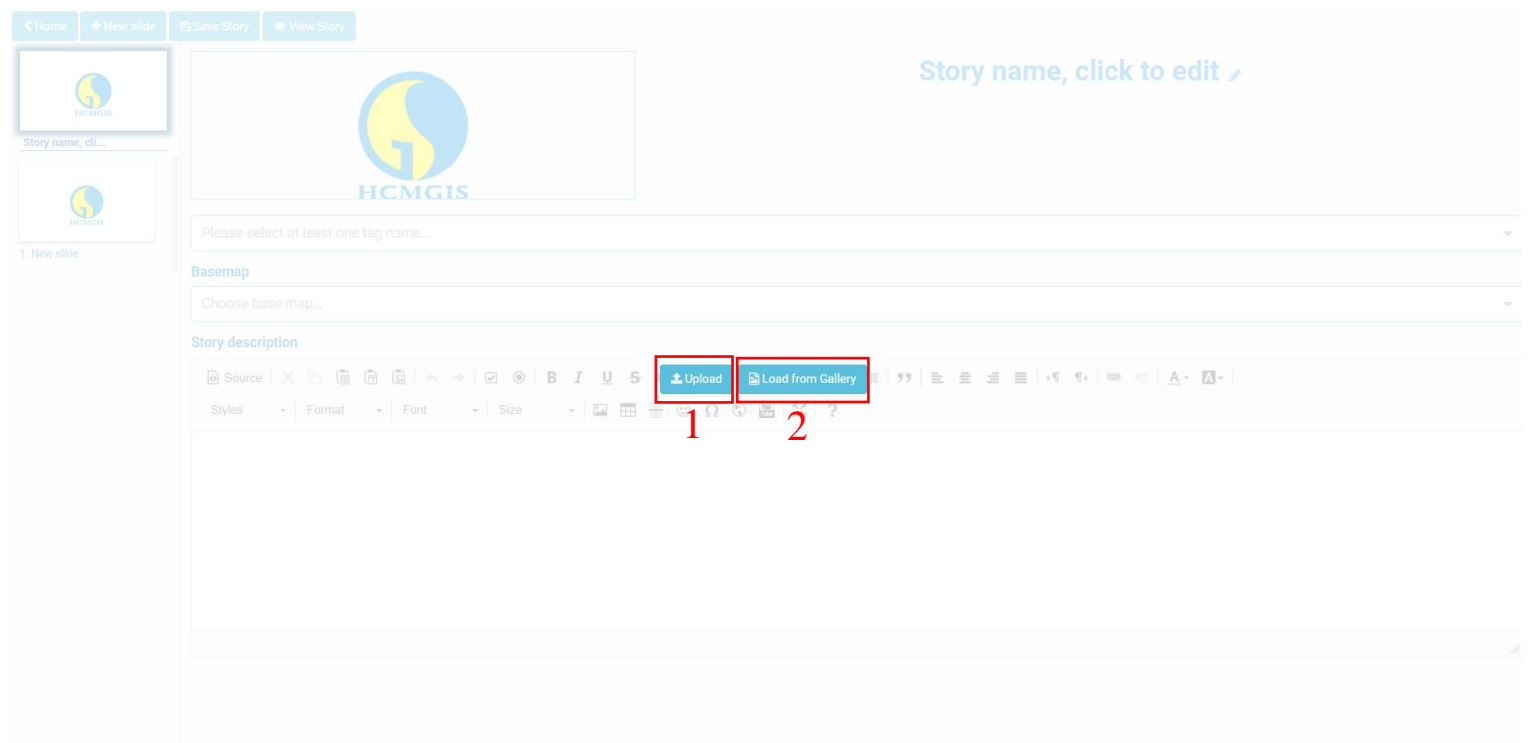 Home New slide Save Story View Story
HCMGIS
Story name, cli...
HCMGIS
1. New slide
HCMGIS
Story name, click to edit
Please select at least one tag name...
Basemap
Choose base map...
Story description
Source B I U S Upload Load from Gallery A A
Styles Format Font Size Ω ?
1 2